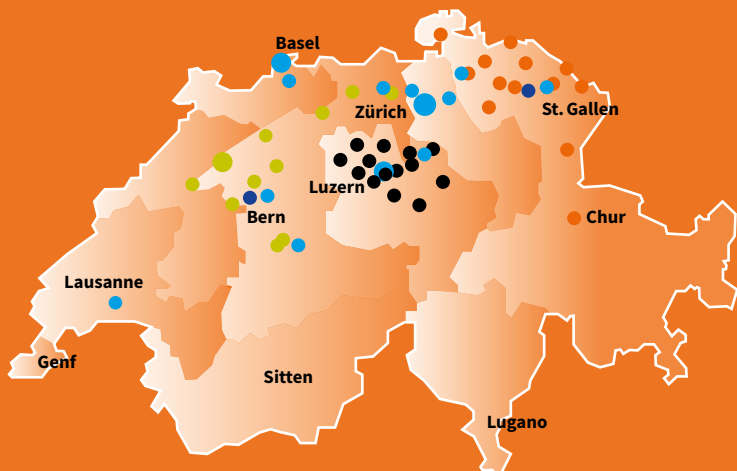 Basel
Zürich
St. Gallen
Luzern
Bern
Chur
Lausanne
Genf
Sitten
Lugano